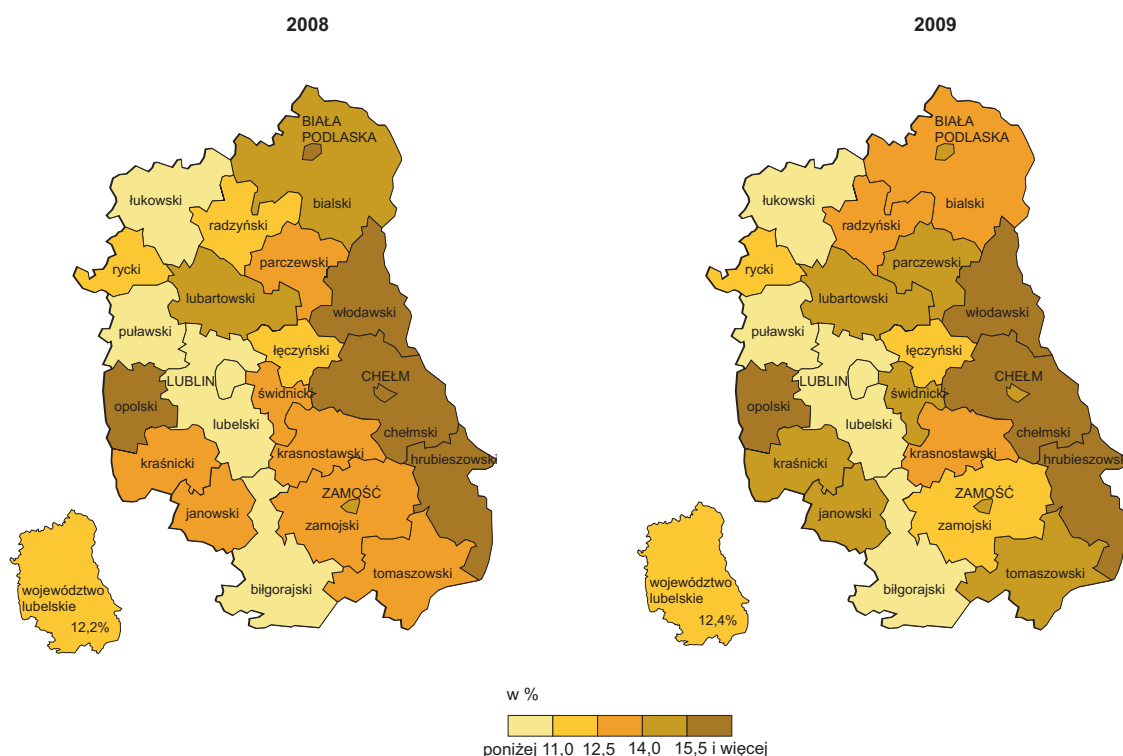 2008
BIAŁA
PODLASKA
łukowski
bialski
radzyński
parczewski
rycki
lubartowski
włodawski
puławski
łęczyński
LUBLIN
CHEŁM
świdnicki
opolski
lubelski
chełmski
krasnostawski
hrubieszowski
kraśnicki
ZAMOŚĆ
janowski
zamojski
tomaszowski
biłgorajski
województwo
lubelskie
12,2%
2009
BIAŁA
PODLASKA
łukowski
bialski
radzyński
parczewski
rycki
lubartowski
włodawski
puławski
łęczyński
LUBLIN
CHEŁM
świdnicki
opolski
lubelski
chełmski
krasnostawski
hrubieszowski
kraśnicki
ZAMOŚĆ
janowski
zamojski
tomaszowski
biłgorajski
województwo
lubelskie
12,4%
w %
poniżej 11,0 12,5 14,0 15,5 i więcej